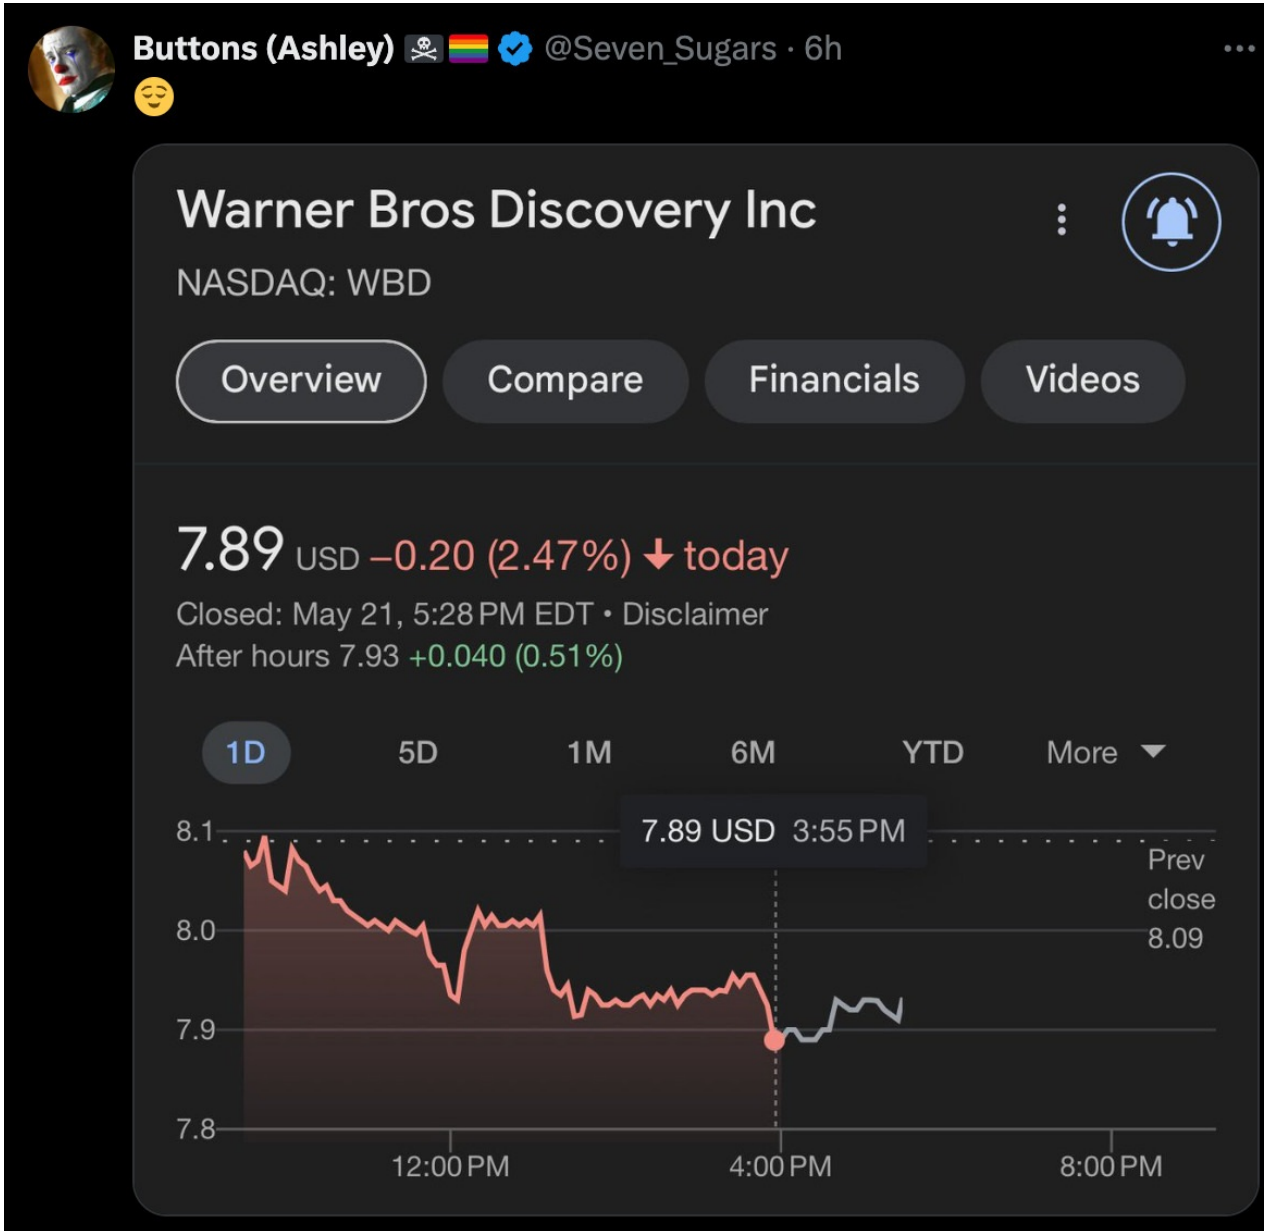 Buttons (Ashley) ☠️🏳️‍🌈 @Seven_Sugars · 6h
😌
Warner Bros Discovery Inc
NASDAQ: WBD
Overview Compare Financials Videos
7.89 USD −0.20 (2.47%) ↓ today
Closed: May 21, 5:28 PM EDT • Disclaimer
After hours 7.93 +0.040 (0.51%)
1D 5D 1M 6M YTD More
7.89 USD 3:55 PM
8.1
Prev
close
8.09
8.0
7.9
7.8
12:00 PM 4:00 PM 8:00 PM